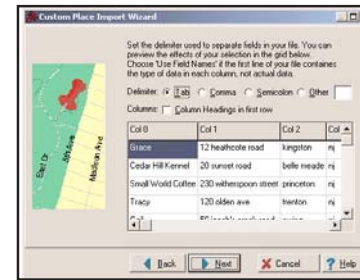 Custom Place Import Wizard
Set the delimiter used to separate fields in your file. You can
preview the effects of your selection in the grid below.
Choose 'Use Field Names' if the first line of your file containes
the type of data in each column, not actual data.
Delimiter: Tab Comma Semicolon Other
Columns: Column Headings in first row
Col 0 Col 1 Col 2 Col
Grace 12 heathcote road kingston nj
Cedar Hill Kennel 20 sunset road belle meade nj
Small World Coffee 230 witherspoon street princeton nj
Tracy 120 olden ave trenton nj
East Dr
5th Ave
Madison Ave
Back Next Cancel Help